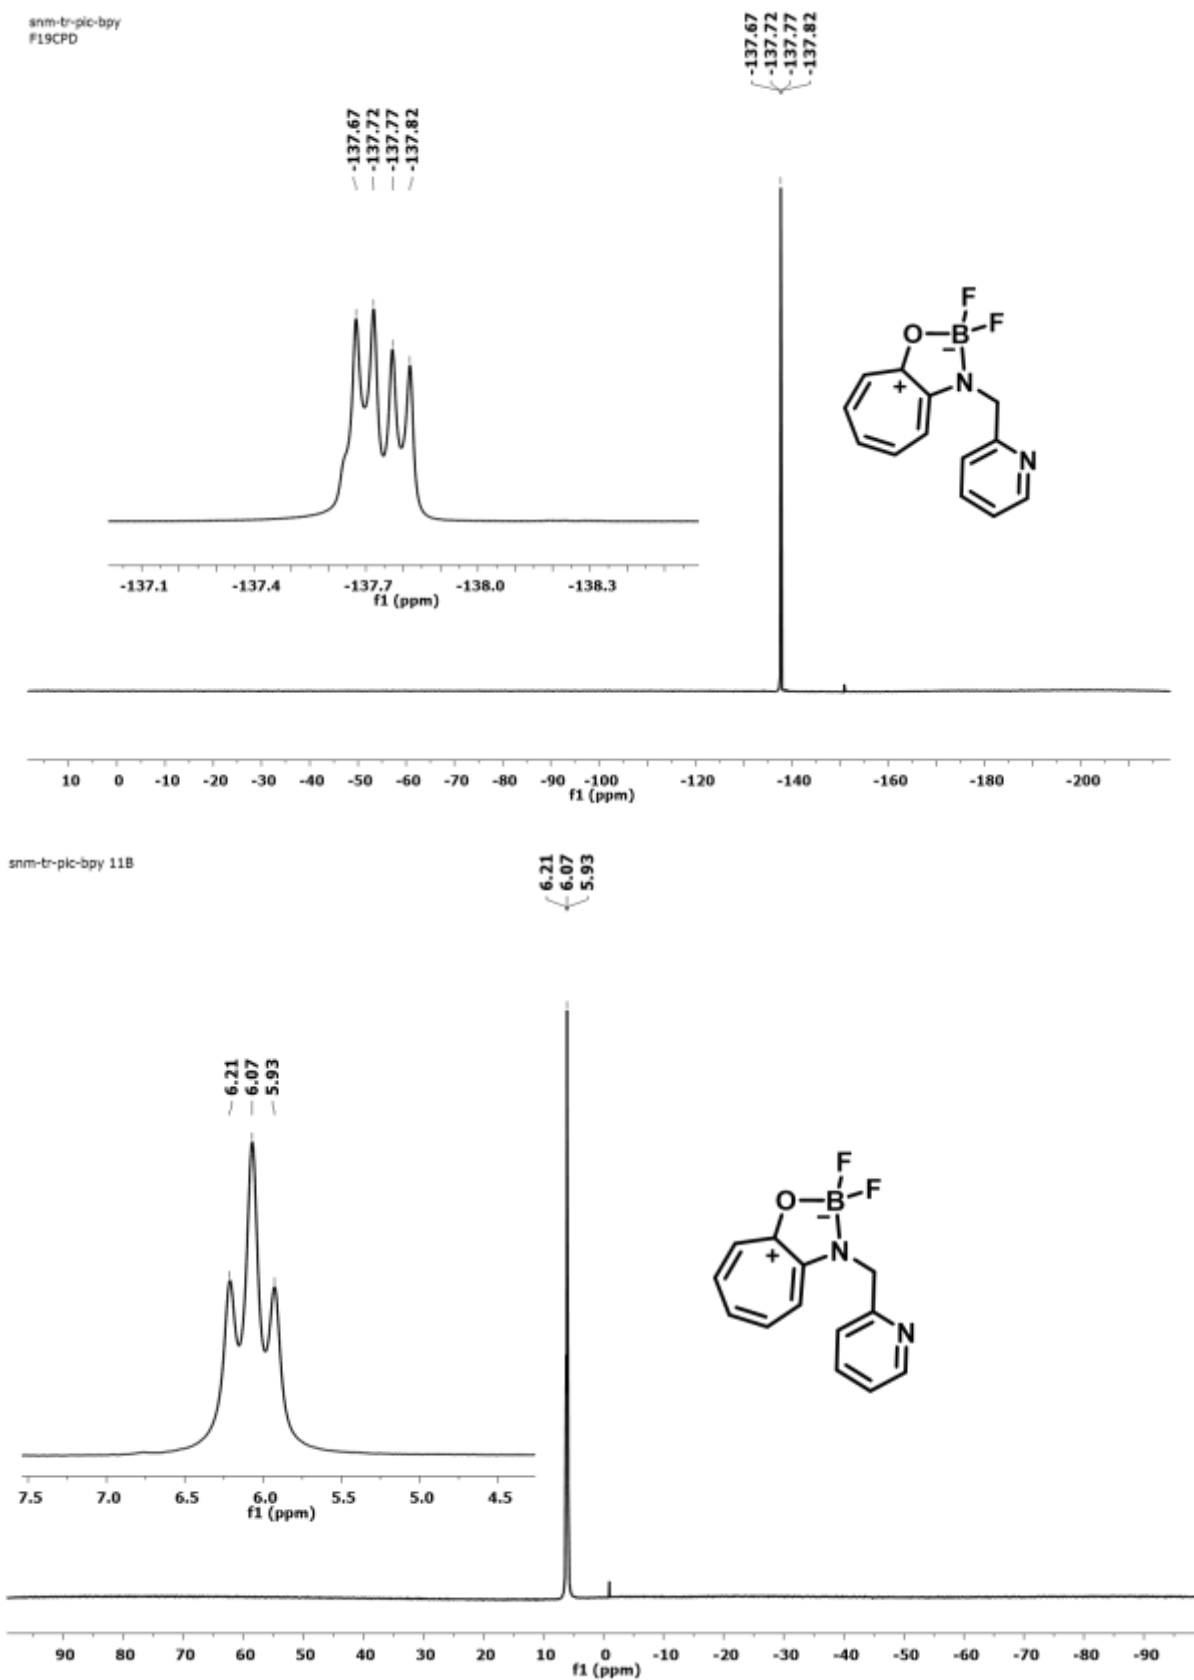 snm-tr-pic-bpy
F19CPD
-137.67
-137.72
-137.77
-137.82
-137.67
-137.72
-137.77
-137.82
F
F
O
B
−
N
+
N
-137.1 -137.4 -137.7 -138.0 -138.3
f1 (ppm)
10 0 -10 -20 -30 -40 -50 -60 -70 -80 -90 -100 -120 -140 -160 -180 -200
f1 (ppm)
snm-tr-pic-bpy 11B
6.21
6.07
5.93
6.21
6.07
5.93
F
F
O
B
−
N
+
N
7.5 7.0 6.5 6.0 5.5 5.0 4.5
f1 (ppm)
90 80 70 60 50 40 30 20 10 0 -10 -20 -30 -40 -50 -60 -70 -80 -90
f1 (ppm)